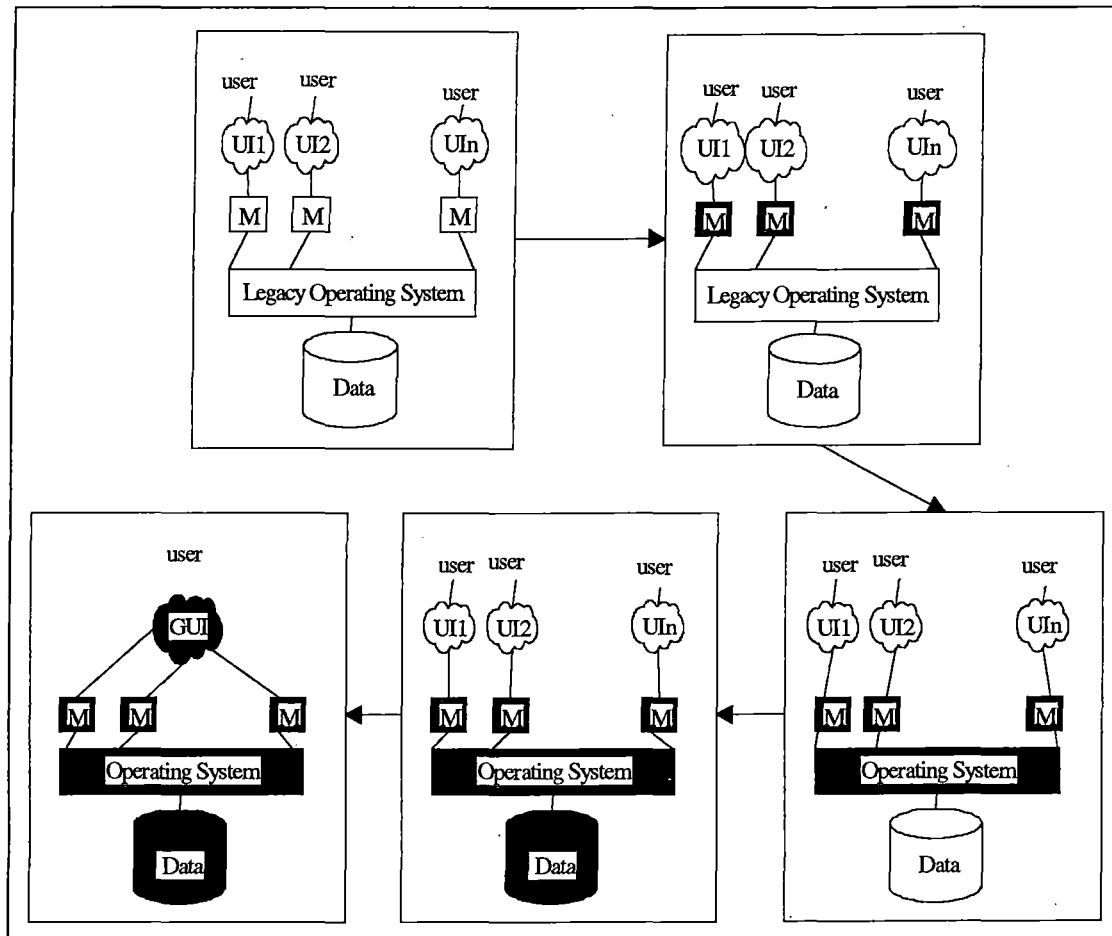 user user user
UI1 UI2 UIn
M M M
Legacy Operating System
Data
user user user
UI1 UI2 UIn
M M M
Legacy Operating System
Data
user
GUI
M M M
Operating System
Data
user user user
UI1 UI2 UIn
M M M
Operating System
Data
user user user
UI1 UI2 UIn
M M M
Operating System
Data